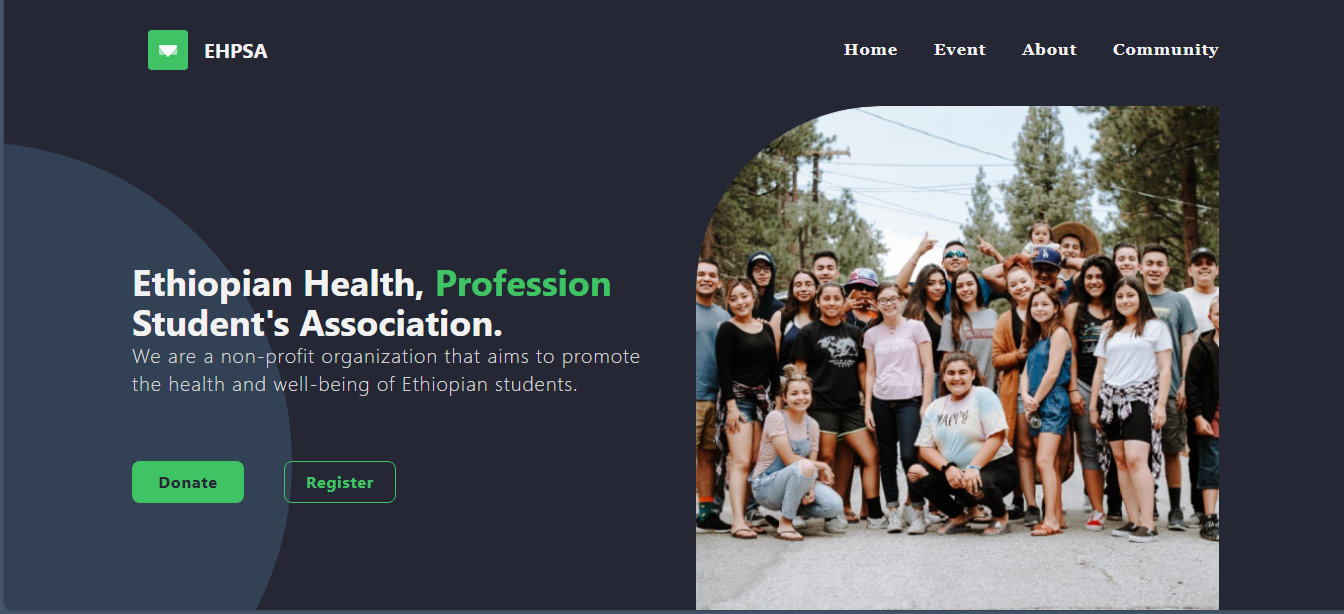 EHPSA
Home Event About Community
Ethiopian Health, Profession
Student's Association.
We are a non-profit organization that aims to promote
the health and well-being of Ethiopian students.
Donate Register
HAPPY